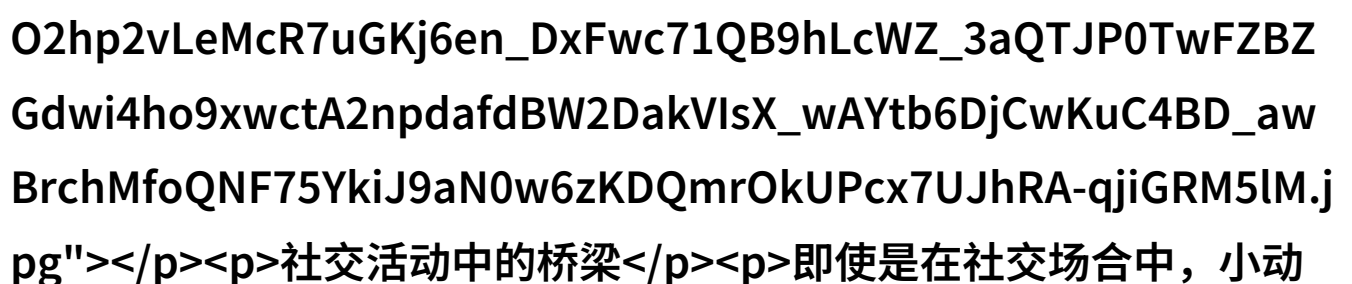 O2hp2vLeMcR7uGKj6en_DxFwc71QB9hLcWZ_3aQTJP0TwFZBZ
Gdwi4ho9xwctA2npdafdBW2DakVIsX_wAYtb6DjCwKuC4BD_aw
BrchMfoQNF75YkiJ9aN0w6zKDQmrOkUPcx7UJhRA-qjiGRM5lM.j
pg"></p><p>社交活动中的桥梁</p><p>即使是在社交场合中，小动